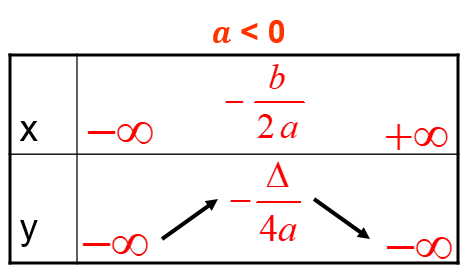 a < 0
x −∞ − b/2a +∞
y −∞ − Δ/4a −∞